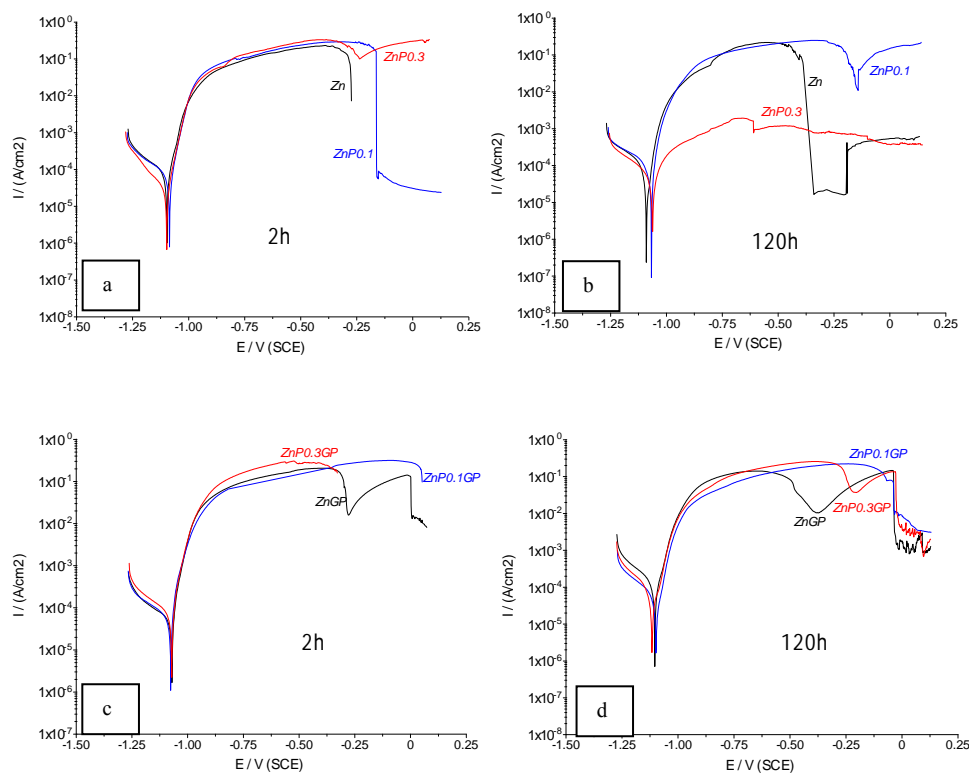 1x10^0
1x10^-1
1x10^-2
1x10^-3
1x10^-4
1x10^-5
1x10^-6
1x10^-7
1x10^-8
I / (A/cm2)
ZnP0.3
Zn
ZnP0.1
2h
a
-1.50 -1.25 -1.00 -0.75 -0.50 -0.25 0 0.25
E / V (SCE)
1x10^0
1x10^-1
1x10^-2
1x10^-3
1x10^-4
1x10^-5
1x10^-6
1x10^-7
1x10^-8
I / (A/cm2)
Zn
ZnP0.1
ZnP0.3
120h
b
-1.50 -1.25 -1.00 -0.75 -0.50 -0.25 0 0.25
E / V (SCE)
1x10^0
1x10^-1
1x10^-2
1x10^-3
1x10^-4
1x10^-5
1x10^-6
1x10^-7
I / (A/cm2)
ZnP0.3GP
ZnP0.1GP
ZnGP
2h
c
-1.50 -1.25 -1.00 -0.75 -0.50 -0.25 0 0.25
E / V (SCE)
1x10^0
1x10^-1
1x10^-2
1x10^-3
1x10^-4
1x10^-5
1x10^-6
1x10^-7
1x10^-8
I / (A/cm2)
ZnP0.1GP
ZnP0.3GP
ZnGP
120h
d
-1.50 -1.25 -1.00 -0.75 -0.50 -0.25 0 0.25
E / V (SCE)